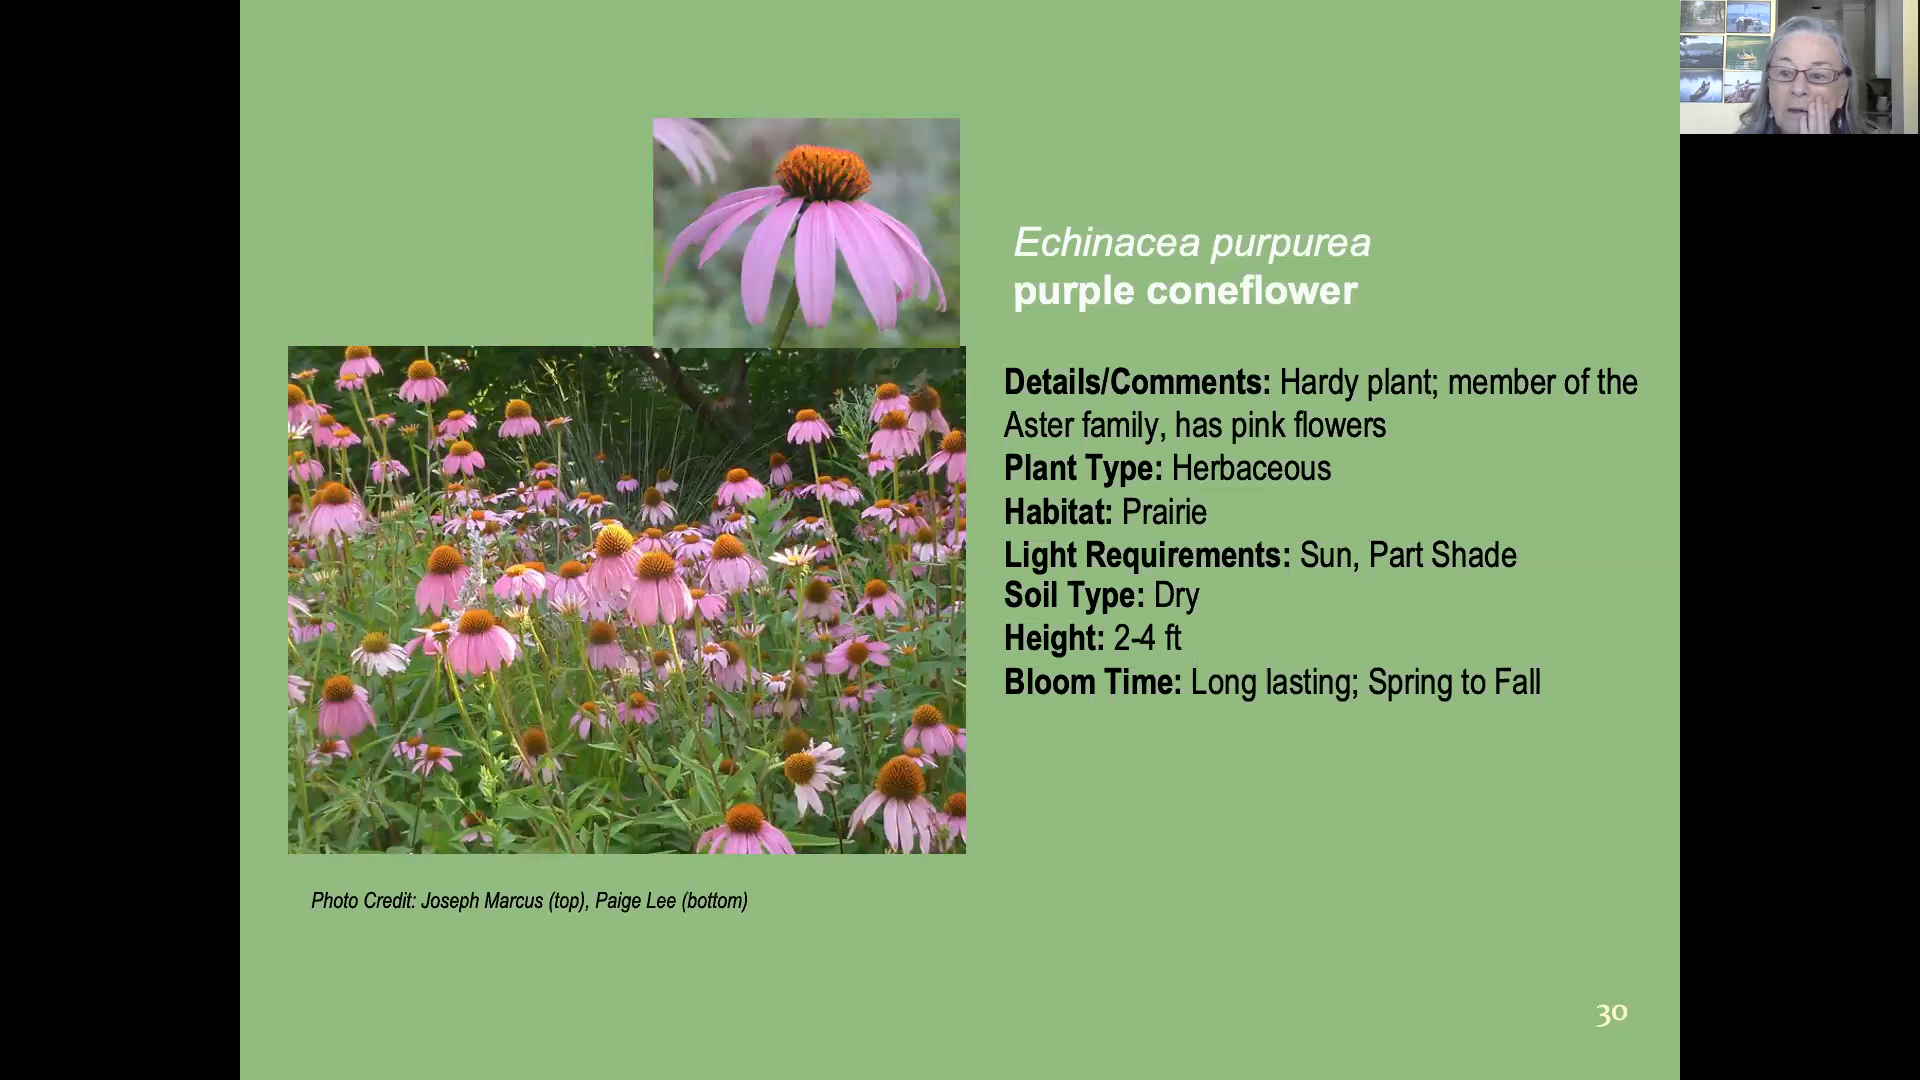 Echinacea purpurea
purple coneflower
Details/Comments: Hardy plant; member of the
Aster family, has pink flowers
Plant Type: Herbaceous
Habitat: Prairie
Light Requirements: Sun, Part Shade
Soil Type: Dry
Height: 2-4 ft
Bloom Time: Long lasting; Spring to Fall
Photo Credit: Joseph Marcus (top), Paige Lee (bottom)
30